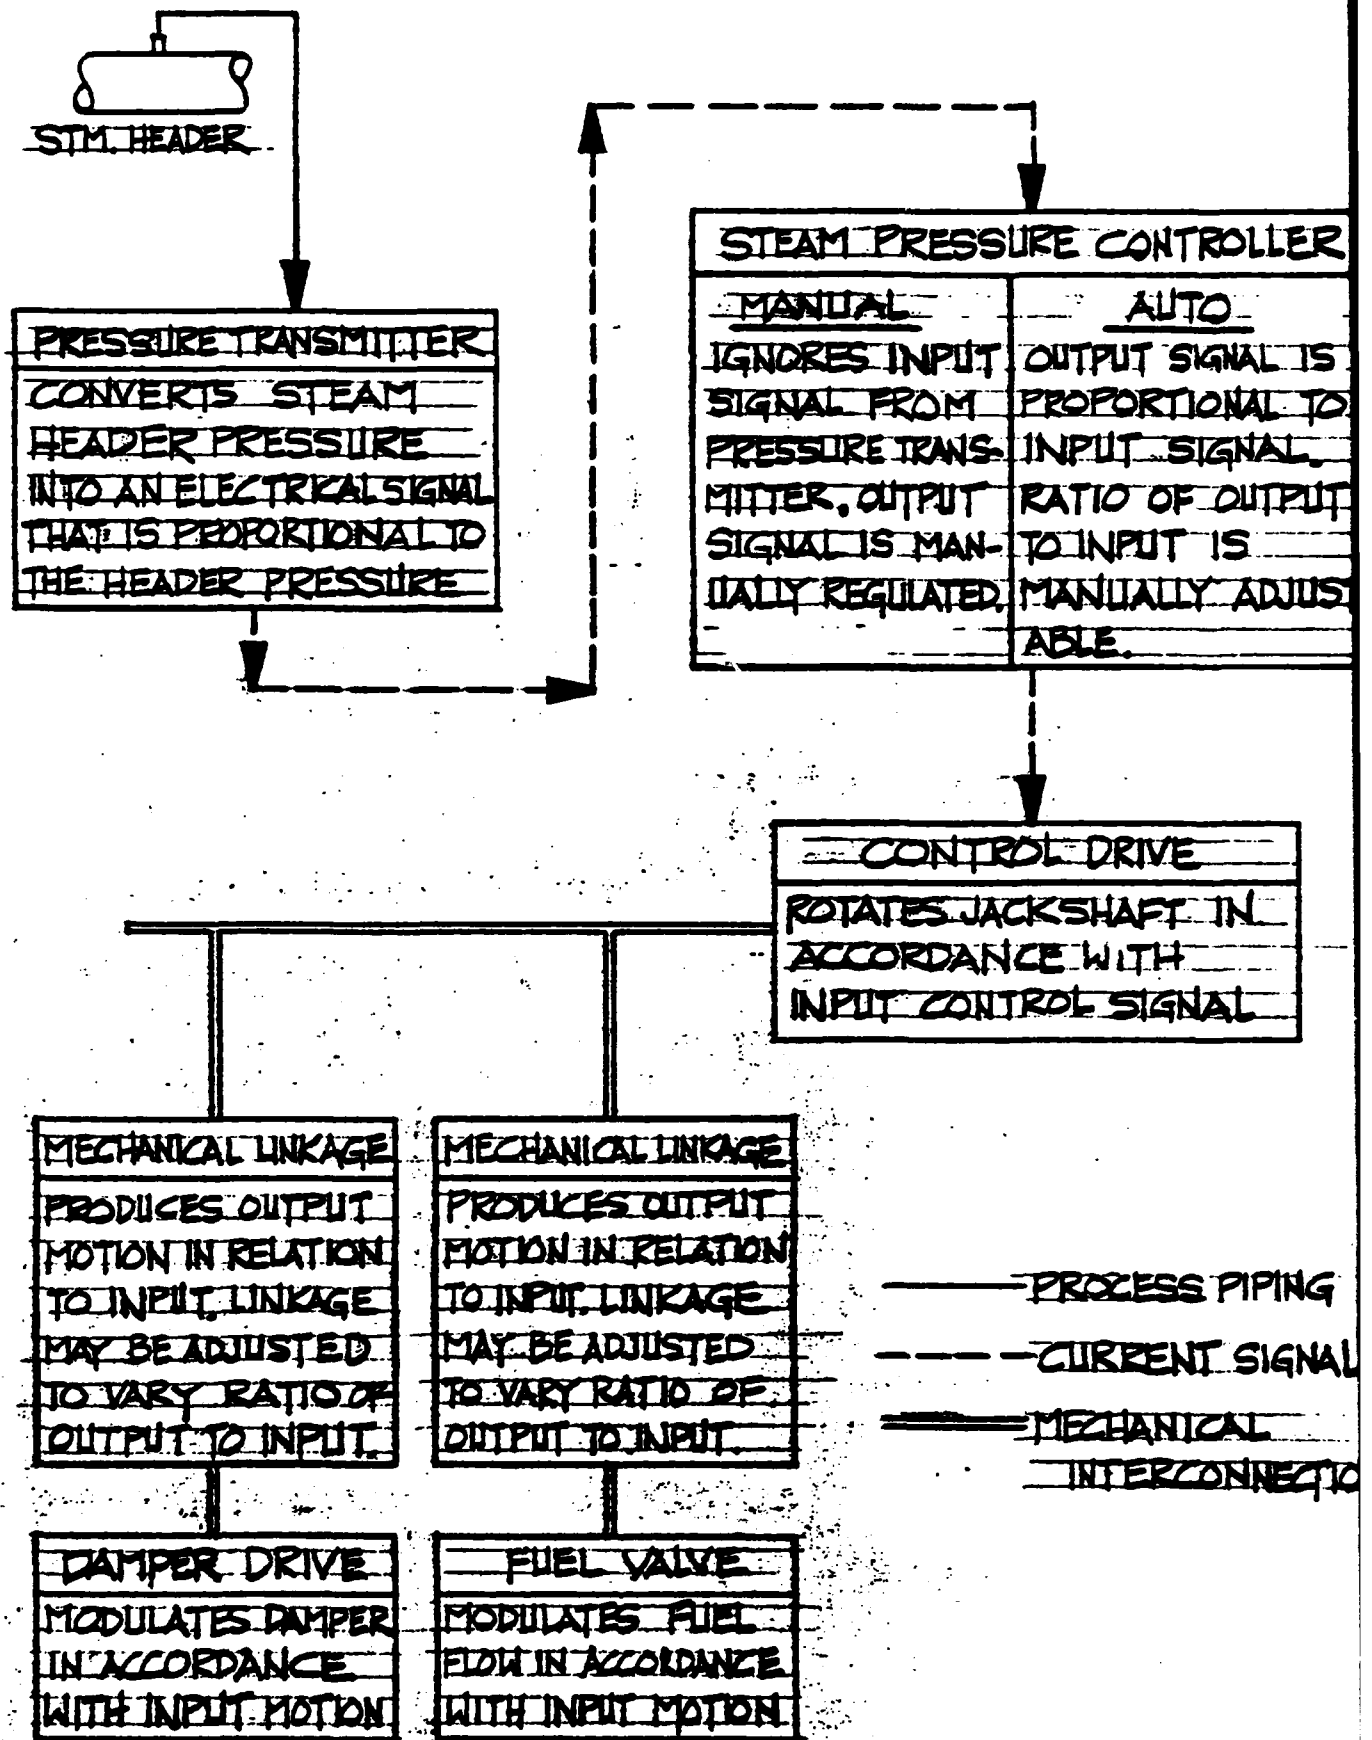 STM. HEADER
PRESSURE TRANSMITTER
CONVERTS STEAM
HEADER PRESSURE
INTO AN ELECTRICAL SIGNAL
THAT IS PROPORTIONAL TO
THE HEADER PRESSURE
STEAM PRESSURE CONTROLLER
MANUAL
IGNORES INPUT
SIGNAL FROM
PRESSURE TRANS-
MITTER. OUTPUT
SIGNAL IS MAN-
UALLY REGULATED.
AUTO
OUTPUT SIGNAL IS
PROPORTIONAL TO
INPUT SIGNAL.
RATIO OF OUTPUT
TO INPUT IS
MANUALLY ADJUST
ABLE.
CONTROL DRIVE
ROTATES JACKSHAFT IN
ACCORDANCE WITH
INPUT CONTROL SIGNAL
MECHANICAL LINKAGE
PRODUCES OUTPUT
MOTION IN RELATION
TO INPUT. LINKAGE
MAY BE ADJUSTED
TO VARY RATIO OF
OUTPUT TO INPUT.
MECHANICAL LINKAGE
PRODUCES OUTPUT
MOTION IN RELATION
TO INPUT. LINKAGE
MAY BE ADJUSTED
TO VARY RATIO OF
OUTPUT TO INPUT.
PROCESS PIPING
CURRENT SIGNAL
MECHANICAL
INTERCONNECTIO
DAMPER DRIVE
MODULATES DAMPER
IN ACCORDANCE
WITH INPUT MOTION
FUEL VALVE
MODULATES FUEL
FLOW IN ACCORDANCE
WITH INPUT MOTION